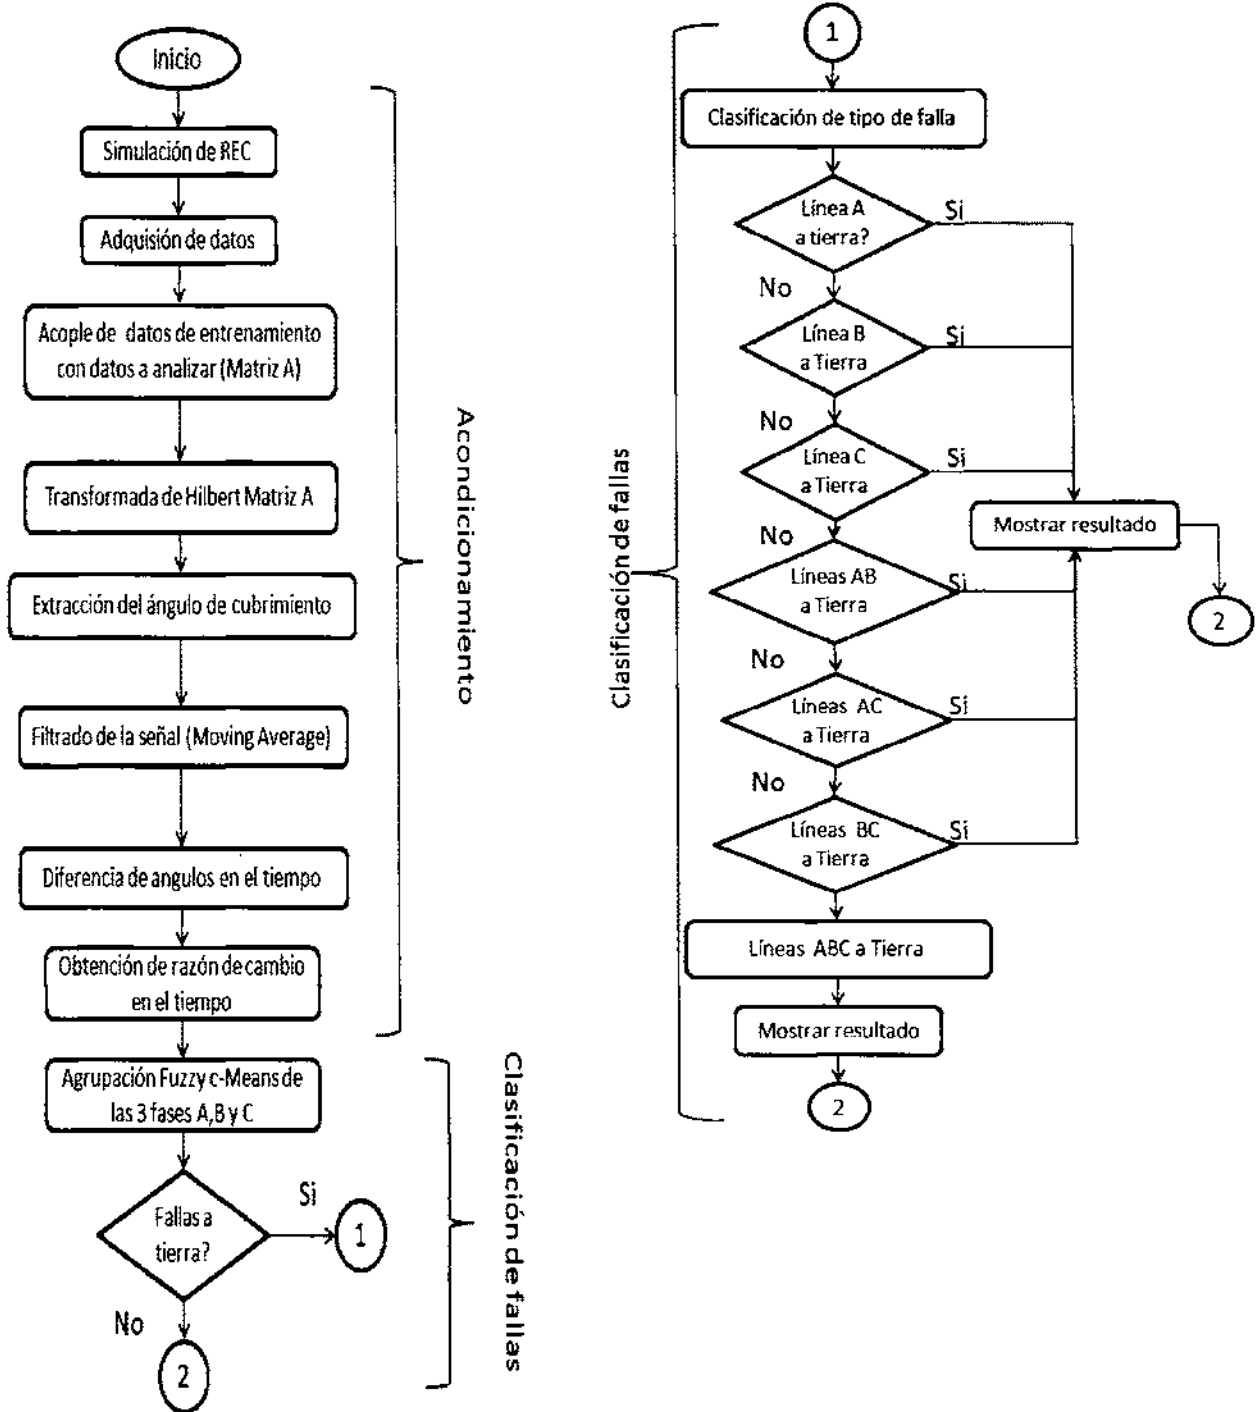 Inicio
Simulación de REC
Adquisión de datos
Acople de datos de entrenamiento
con datos a analizar (Matriz A)
Transformada de Hilbert Matriz A
Extracción del ángulo de cubrimiento
Filtrado de la señal (Moving Average)
Diferencia de angulos en el tiempo
Obtención de razón de cambio
en el tiempo
Acondicionamiento
Agrupación Fuzzy c-Means de
las 3 fases A,B y C
Fallas a
tierra?
Si
1
No
2
Clasificación de fallas
1
Clasificación de tipo de falla
Línea A
a tierra?
Si
No
Línea B
a Tierra
Si
No
Línea C
a Tierra
Si
No
Líneas AB
a Tierra
Si
No
Líneas AC
a Tierra
Si
No
Líneas BC
a Tierra
Si
Mostrar resultado
2
Líneas ABC a Tierra
Mostrar resultado
2
Clasificación de fallas